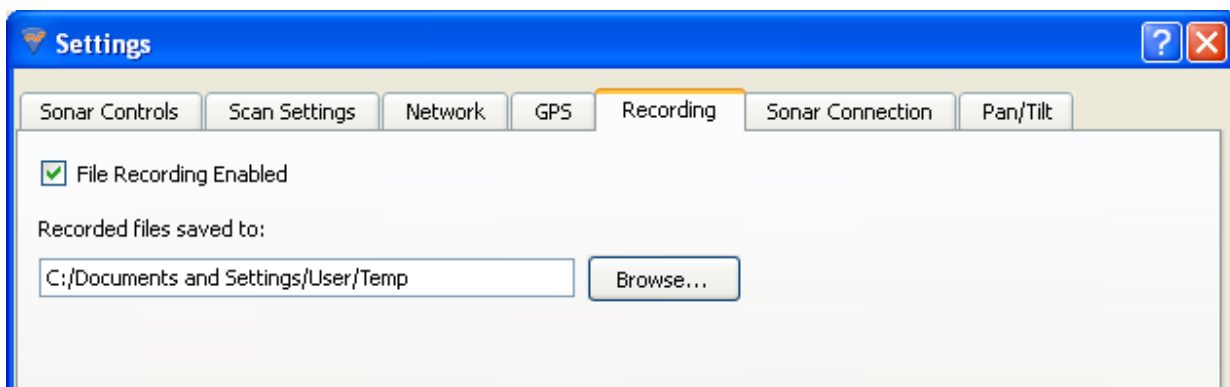 Settings
Sonar Controls Scan Settings Network GPS Recording Sonar Connection Pan/Tilt
File Recording Enabled
Recorded files saved to:
C:/Documents and Settings/User/Temp Browse...